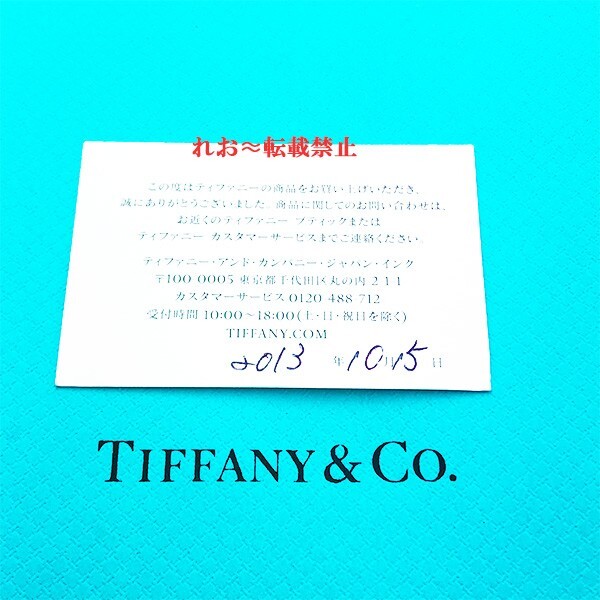 れお～転載禁止
この度はティファニーの商品をお買い上げいただき、
誠にありがとうございました。商品に関してのお問い合わせは、
お近くのティファニー ブティックまたは
ティファニー カスタマーサービスまでご連絡ください。
ティファニー・アンド・カンパニー・ジャパン・インク
〒100-0005 東京都千代田区丸の内 2 1 1
カスタマーサービス 0120 488 712
受付時間 10:00～18:00(土・日・祝日を除く)
TIFFANY.COM
2013 年 10月 15 日
TIFFANY & CO.